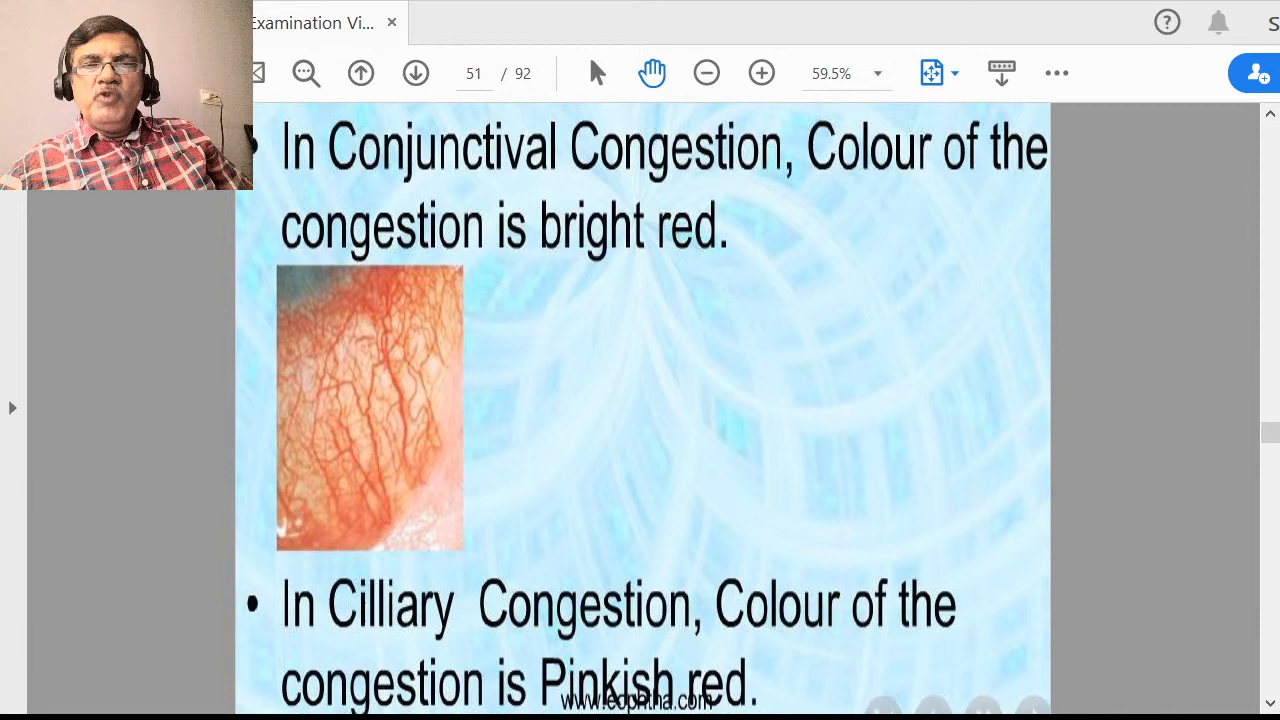 Examination Vi...
51 / 92
59.5%
S
• In Conjunctival Congestion, Colour of the
congestion is bright red.
• In Cilliary Congestion, Colour of the
congestion is Pinkish red.
www.eophtha.com